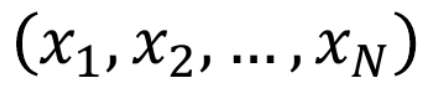 (x₁, x₂, … , x_N)